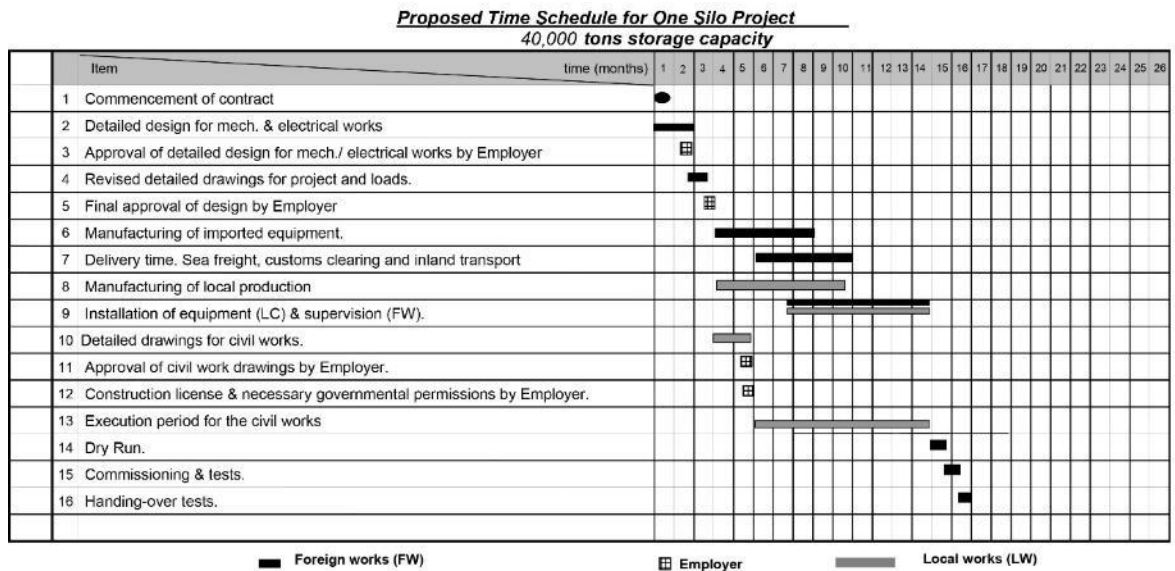 Proposed Time Schedule for One Silo Project
40,000 tons storage capacity
Item time (months) 1 2 3 4 5 6 7 8 9 10 11 12 13 14 15 16 17 18 19 20 21 22 23 24 25 26
1 Commencement of contract
2 Detailed design for mech. & electrical works
3 Approval of detailed design for mech./ electrical works by Employer
4 Revised detailed drawings for project and loads.
5 Final approval of design by Employer
6 Manufacturing of imported equipment.
7 Delivery time. Sea freight, customs clearing and inland transport
8 Manufacturing of local production
9 Installation of equipment (LC) & supervision (FW).
10 Detailed drawings for civil works.
11 Approval of civil work drawings by Employer.
12 Construction license & necessary governmental permissions by Employer.
13 Execution period for the civil works
14 Dry Run.
15 Commissioning & tests.
16 Handing-over tests.
Foreign works (FW) Employer Local works (LW)